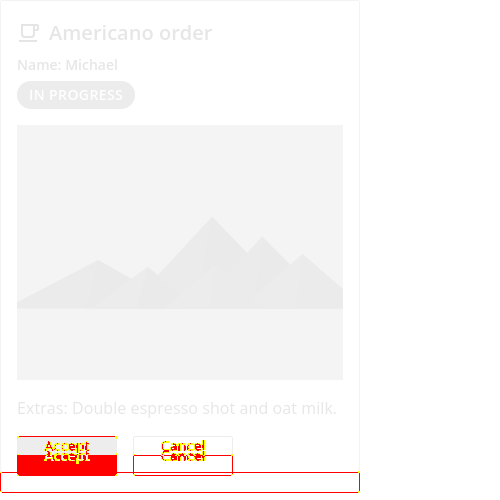 Americano order
Name: Michael
IN PROGRESS
Extras: Double espresso shot and oat milk.
Accept Cancel
Accept Cancel